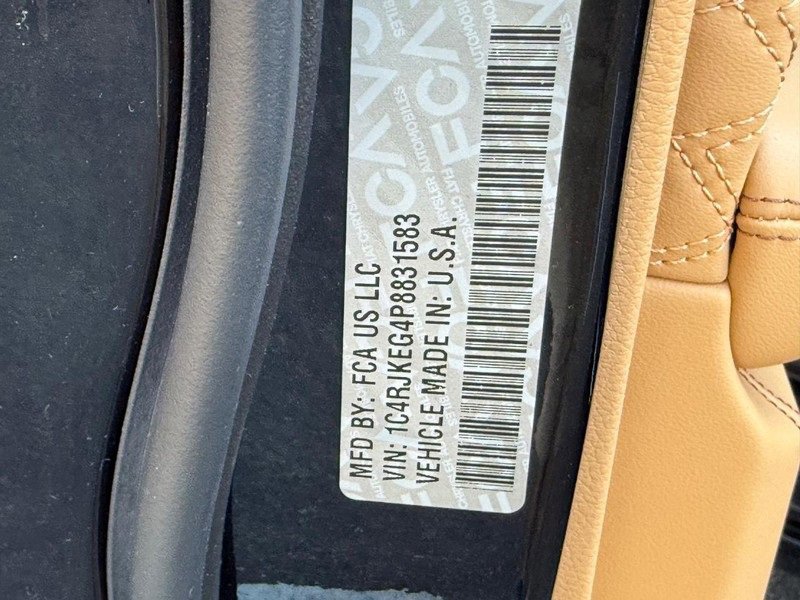 MFD BY: FCA US LLC
VIN: 1C4RJKEG4P8831583
VEHICLE MADE IN: U.S.A.